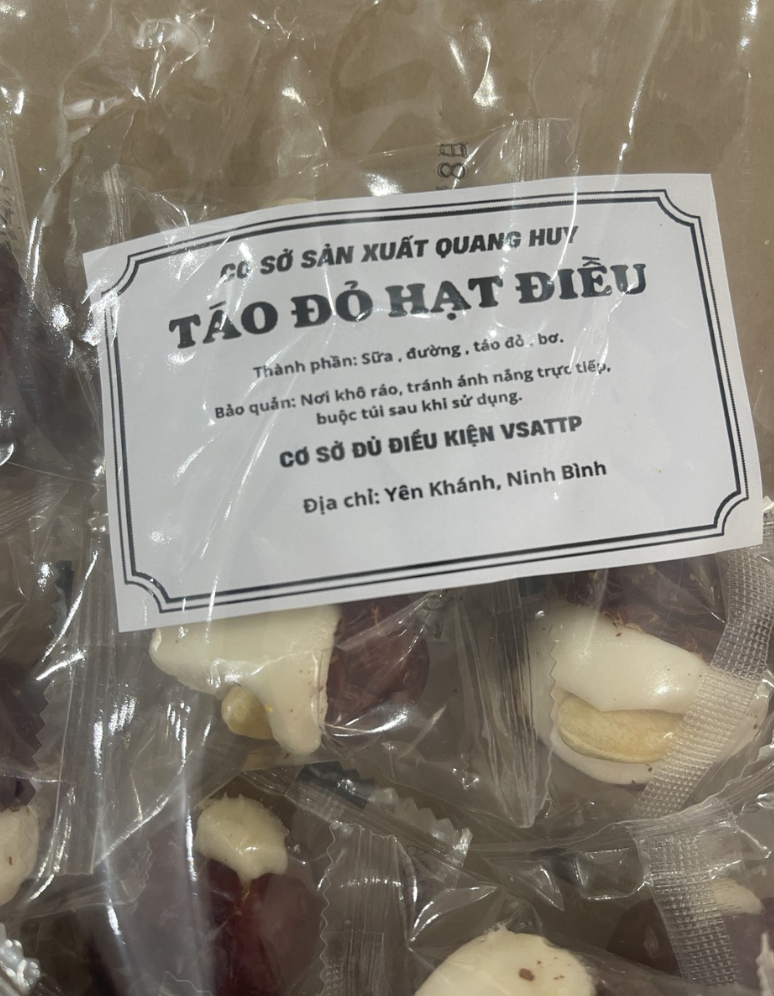 CƠ SỞ SẢN XUẤT QUANG HUY
TÁO ĐỎ HẠT ĐIỀU
Thành phần: Sữa , đường , táo đỏ , bơ.
Bảo quản: Nơi khô ráo, tránh ánh nắng trực tiếp,
buộc túi sau khi sử dụng.
CƠ SỞ ĐỦ ĐIỀU KIỆN VSATTP
Địa chỉ: Yên Khánh, Ninh Bình